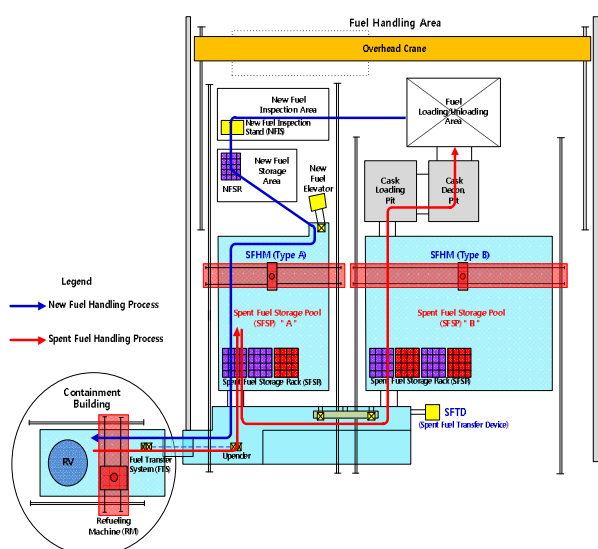 Fuel Handling Area
Overhead Crane
New Fuel
Inspection Area
New Fuel Inspection
Stand (NFIS)
Fuel
Loading/Unloading
Area
New Fuel
Storage
Area
NFSR
New
Fuel
Elevator
Cask
Loading
Pit
Cask
Decon.
Pit
SFHM (Type A)
SFHM (Type B)
Legend
New Fuel Handling Process
Spent Fuel Handling Process
Spent Fuel Storage Pool
(SFSP) "A"
Spent Fuel Storage Pool
(SFSP) "B"
Spent Fuel Storage Rack (SFSR)
Spent Fuel Storage Rack (SFSR)
Containment
Building
SFTD
(Spent Fuel Transfer Device)
RV
Fuel Transfer
System (FTS)
Upender
Refueling
Machine (RM)